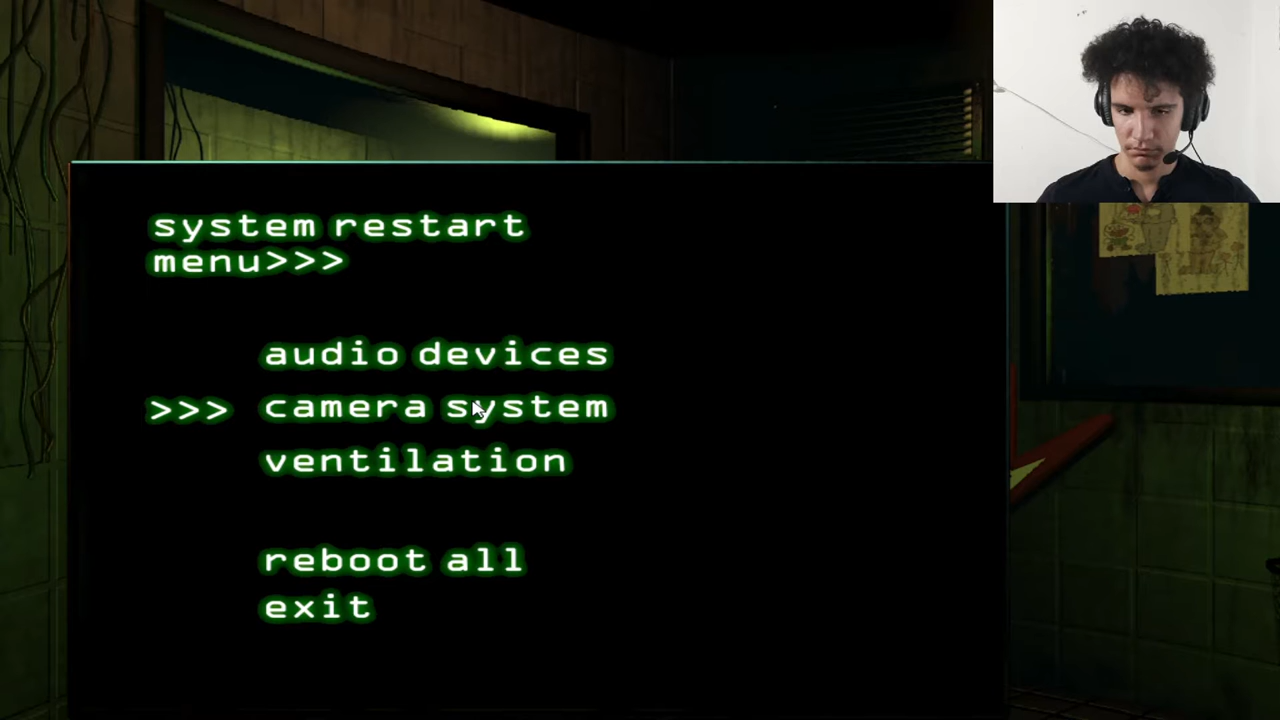 system restart
menu>>>
audio devices
>>> camera system
ventilation
reboot all
exit